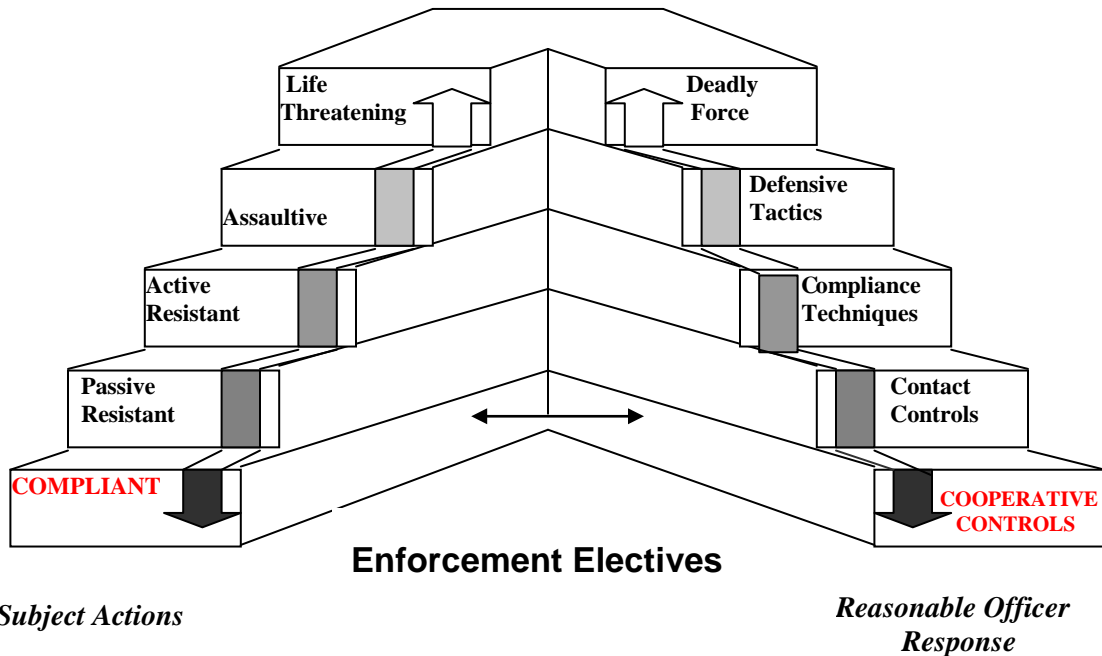 Life
Threatening
Deadly
Force
Assaultive
Defensive
Tactics
Active
Resistant
Compliance
Techniques
Passive
Resistant
Contact
Controls
COMPLIANT
COOPERATIVE
CONTROLS
Enforcement Electives
Subject Actions
Reasonable Officer
Response